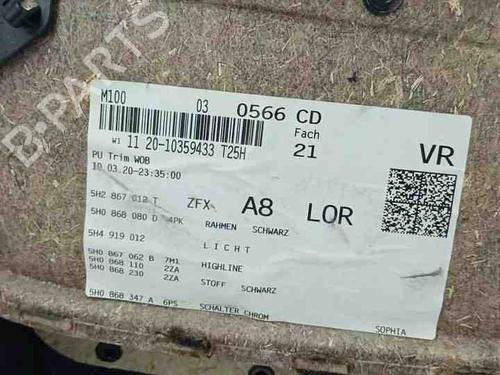 B-PARTS
M100 03 0566 CD
WI 11 20-10359433 T25H Fach 21 VR
PU Trim WOB
10.03.20-23:35:00
5H2 867 012 T ZFX A8 LOR
5H0 868 080 D 4PK RAHMEN SCHWARZ
5H4 919 012 LICHT
5H0 867 062 B 7M1 HIGHLINE
5H0 868 110 2ZA
5H0 868 230 2ZA STOFF SCHWARZ
5H0 868 347 A 6PS SCHALTER CHROM
SOPHIA